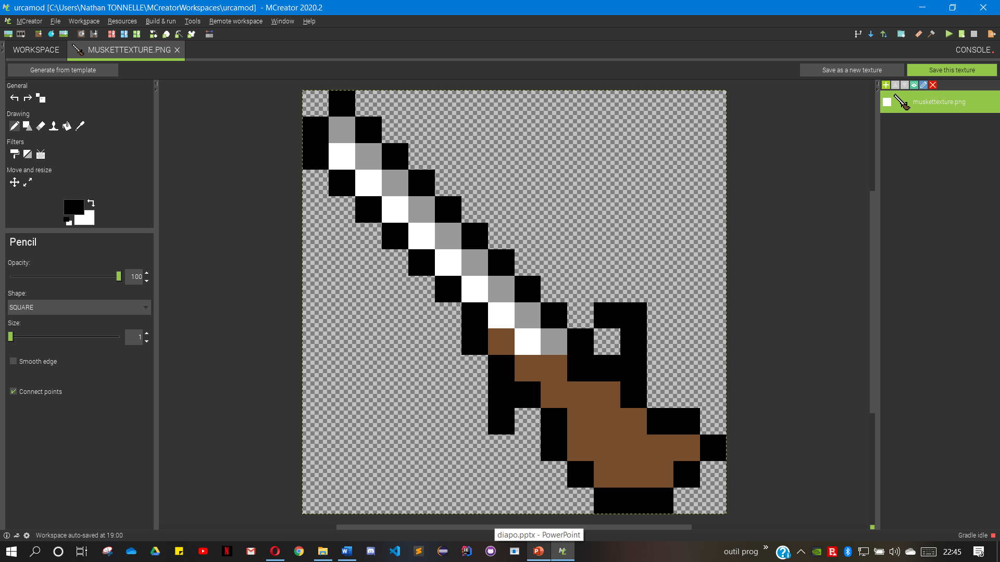 urcamod [C:\Users\Nathan TONNELLE\MCreatorWorkspaces\urcamod] - MCreator 2020.2
MCreator File Workspace Resources Build & run Tools Remote workspace Window Help
WORKSPACE MUSKETTEXTURE.PNG CONSOLE
Generate from template Save as a new texture Save this texture
General
muskettexture.png
Drawing
Filters
Move and resize
Pencil
Opacity:
100
Shape:
SQUARE
Size:
1
Smooth edge
Connect points
Workspace auto-saved at 19:00
diapo.pptx - PowerPoint
Gradle idle
outil prog
22:45